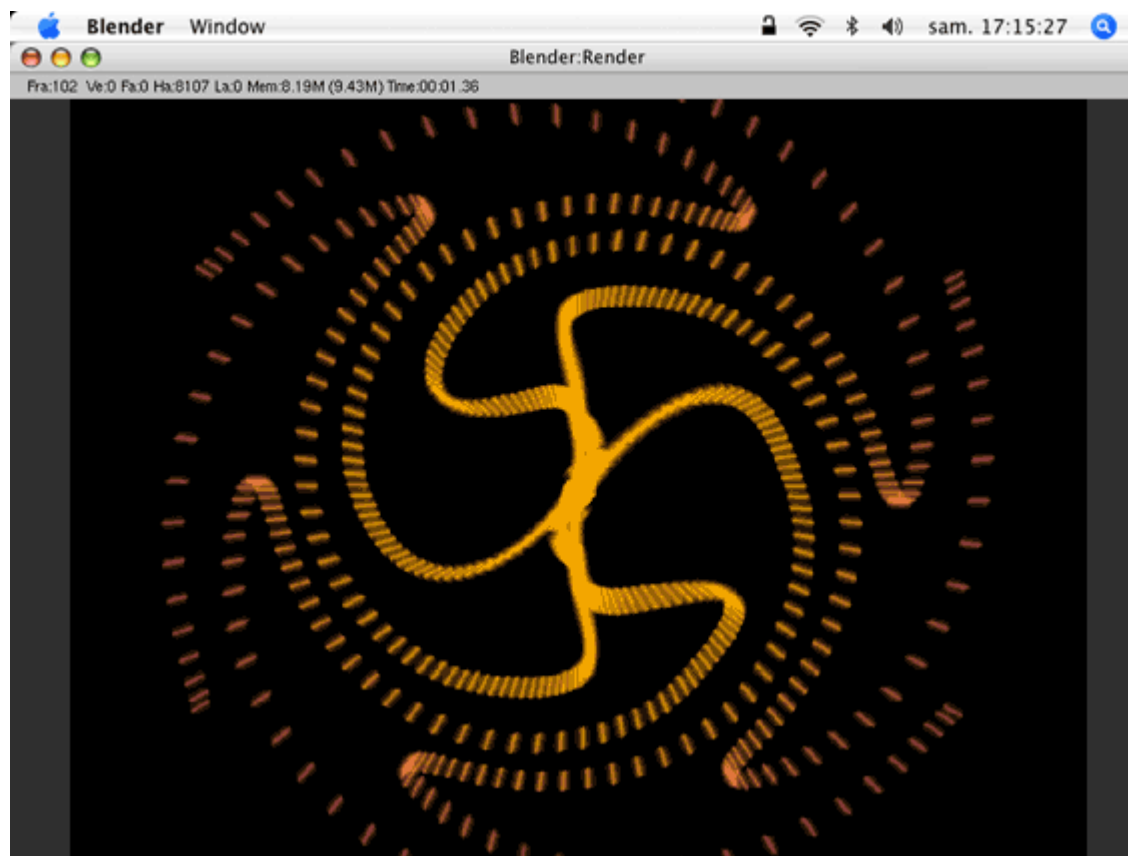 Blender Window sam. 17:15:27
Blender:Render
Fra:102 Ve:0 Fa:0 Ha:8107 La:0 Mem:8.19M (9.43M) Time:00:01.36